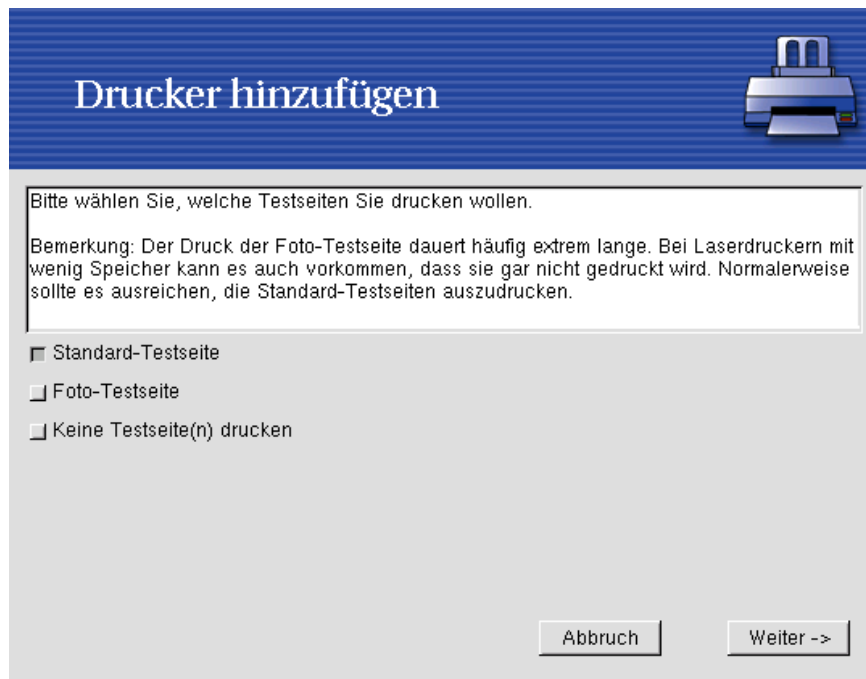 Drucker hinzufügen
Bitte wählen Sie, welche Testseiten Sie drucken wollen.
Bemerkung: Der Druck der Foto-Testseite dauert häufig extrem lange. Bei Laserdruckern mit
wenig Speicher kann es auch vorkommen, dass sie gar nicht gedruckt wird. Normalerweise
sollte es ausreichen, die Standard-Testseiten auszudrucken.
Standard-Testseite
Foto-Testseite
Keine Testseite(n) drucken
Abbruch
Weiter ->